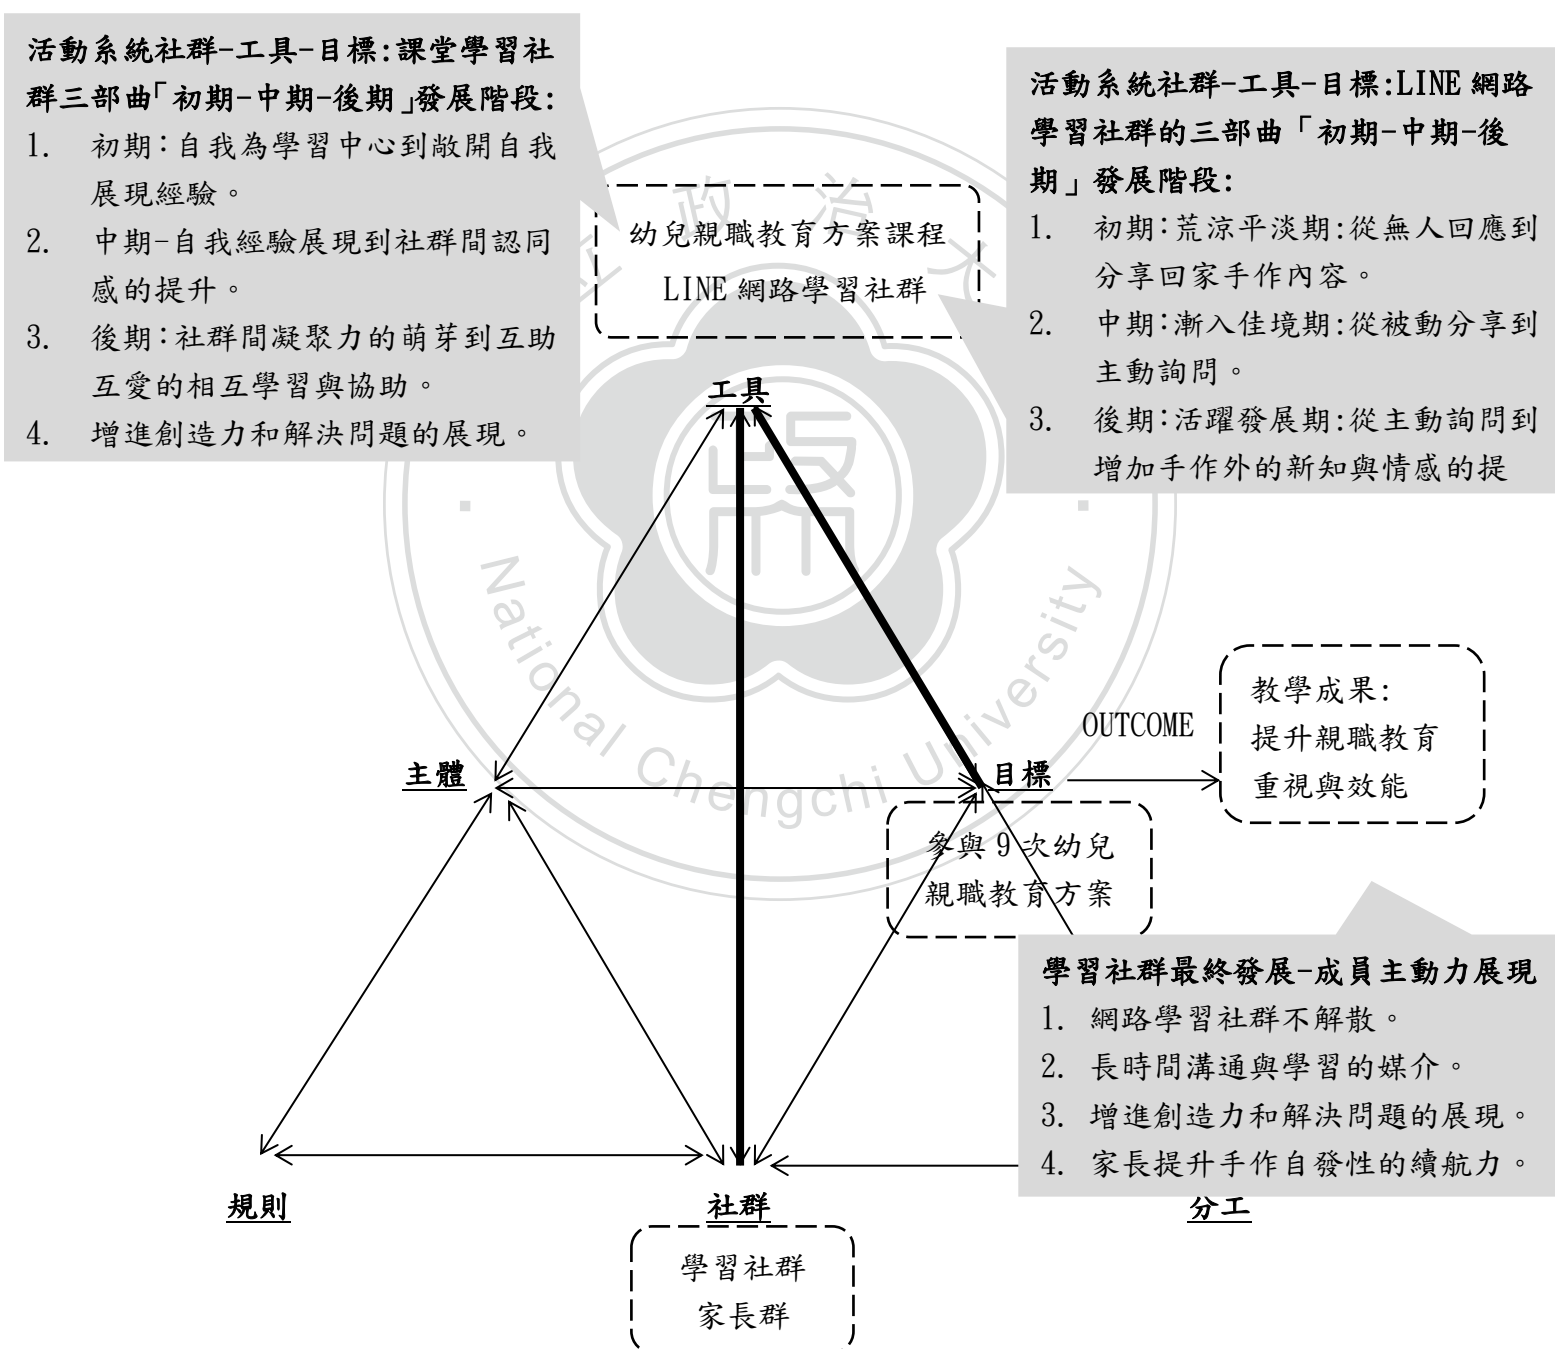 活動系統社群-工具-目標:課堂學習社
群三部曲「初期-中期-後期」發展階段:
1. 初期:自我為學習中心到敞開自我
展現經驗。
2. 中期-自我經驗展現到社群間認同
感的提升。
3. 後期:社群間凝聚力的萌芽到互助
互愛的相互學習與協助。
4. 增進創造力和解決問題的展現。
活動系統社群-工具-目標:LINE 網路
學習社群的三部曲「初期-中期-後
期」發展階段:
1. 初期:荒涼平淡期:從無人回應到
分享回家手作內容。
2. 中期:漸入佳境期:從被動分享到
主動詢問。
3. 後期:活躍發展期:從主動詢問到
增加手作外的新知與情感的提
政 治 大
幼兒親職教育方案課程
LINE 網路學習社群
工具
National Chengchi University
主體
目標
OUTCOME
教學成果:
提升親職教育
重視與效能
參與 9 次幼兒
親職教育方案
學習社群最終發展-成員主動力展現
1. 網路學習社群不解散。
2. 長時間溝通與學習的媒介。
3. 增進創造力和解決問題的展現。
4. 家長提升手作自發性的續航力。
規則
社群
分工
學習社群
家長群